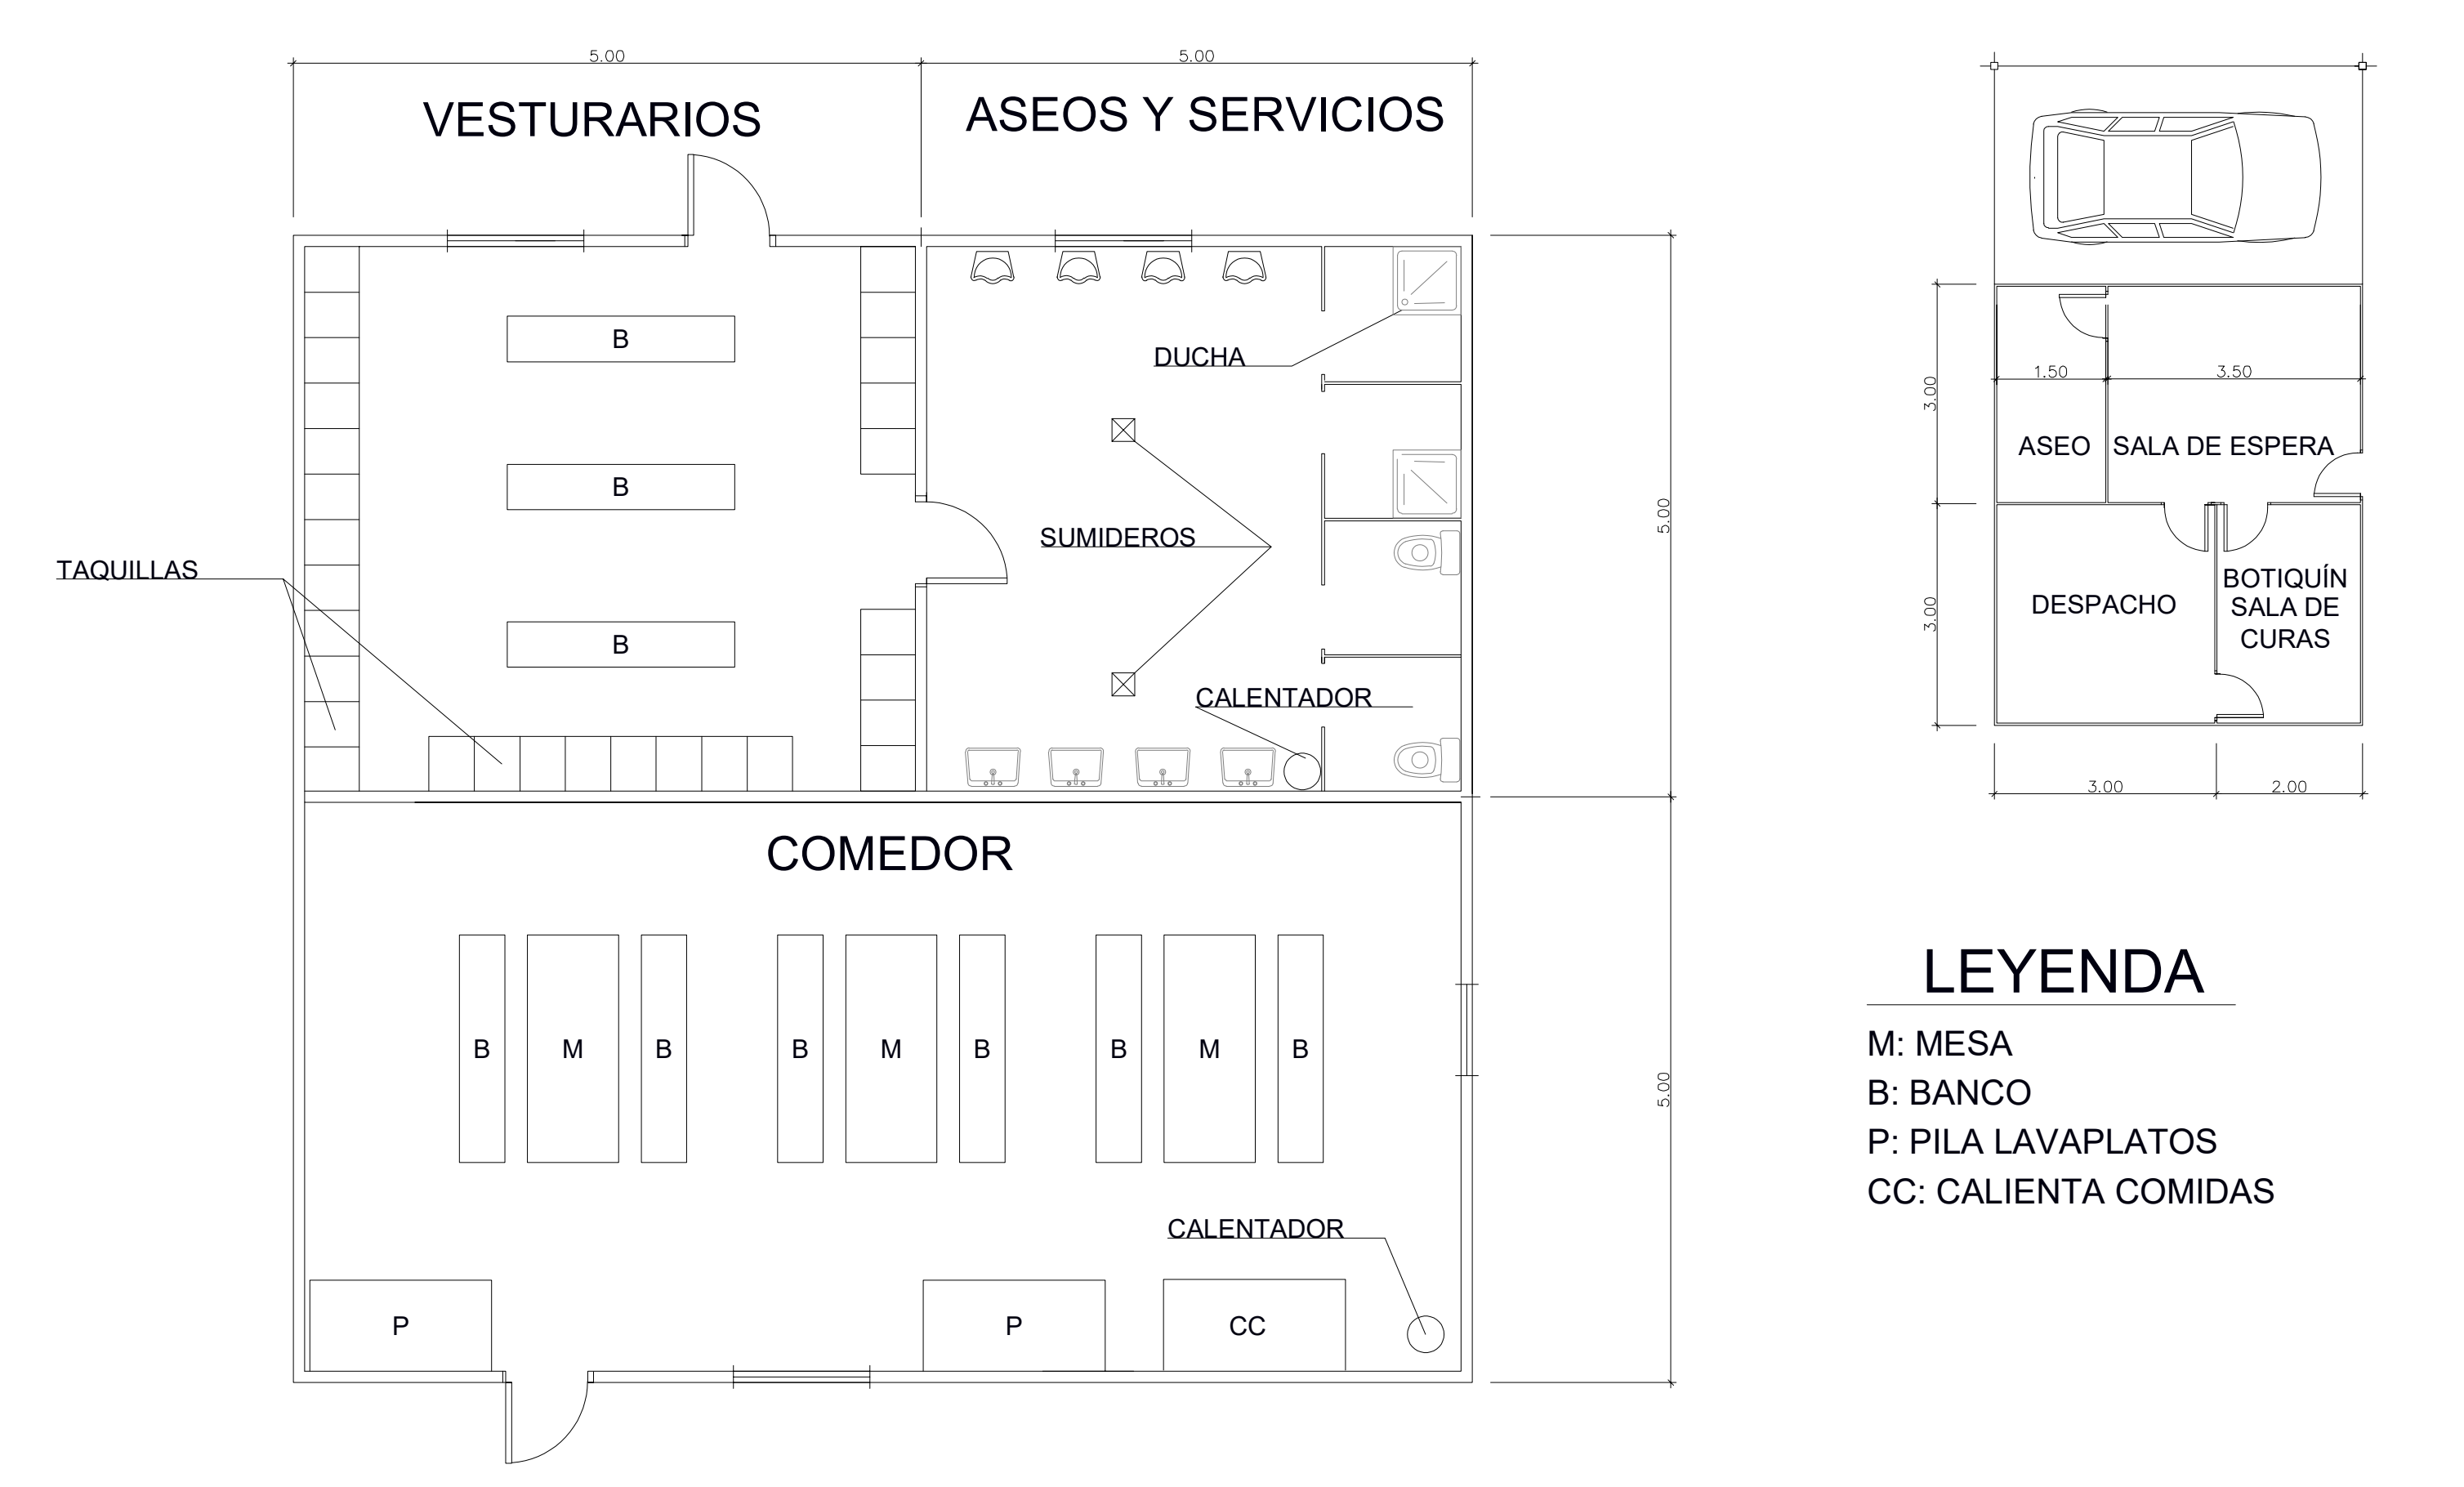 5.00
5.00
VESTURARIOS
ASEOS Y SERVICIOS
B
DUCHA
1.50
3.50
3.00
ASEO
SALA DE ESPERA
B
SUMIDEROS
5.00
TAQUILLAS
BOTIQUÍN
SALA DE
CURAS
DESPACHO
3.00
B
CALENTADOR
3.00
2.00
COMEDOR
LEYENDA
B
M
B
B
M
B
B
M
B
5.00
M: MESA
B: BANCO
P: PILA LAVAPLATOS
CC: CALIENTA COMIDAS
CALENTADOR
P
P
CC